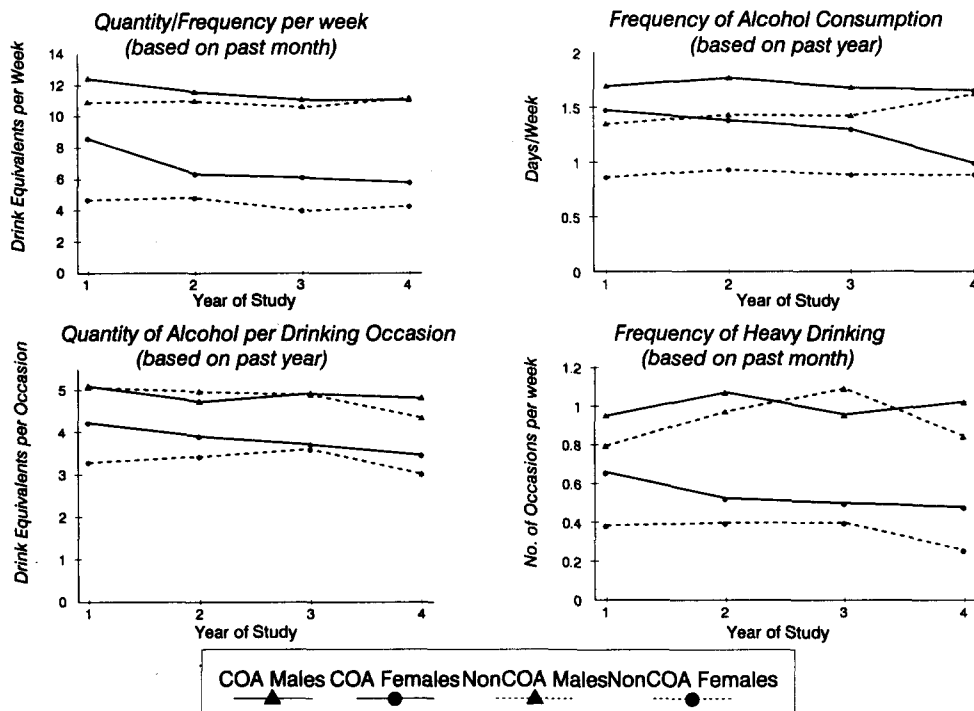 Quantity/Frequency per week
(based on past month)
Drink Equivalents per Week
14
12
10
8
6
4
2
0
1 2 3 4
Year of Study
Frequency of Alcohol Consumption
(based on past year)
Days/Week
2
1.5
1
0.5
0
1 2 3 4
Year of Study
Quantity of Alcohol per Drinking Occasion
(based on past year)
Drink Equivalents per Occasion
5
4
3
2
1
0
1 2 3 4
Year of Study
Frequency of Heavy Drinking
(based on past month)
No. of Occasions per week
1.2
1
0.8
0.6
0.4
0.2
0
1 2 3 4
Year of Study
COA Males COA Females NonCOA Males NonCOA Females